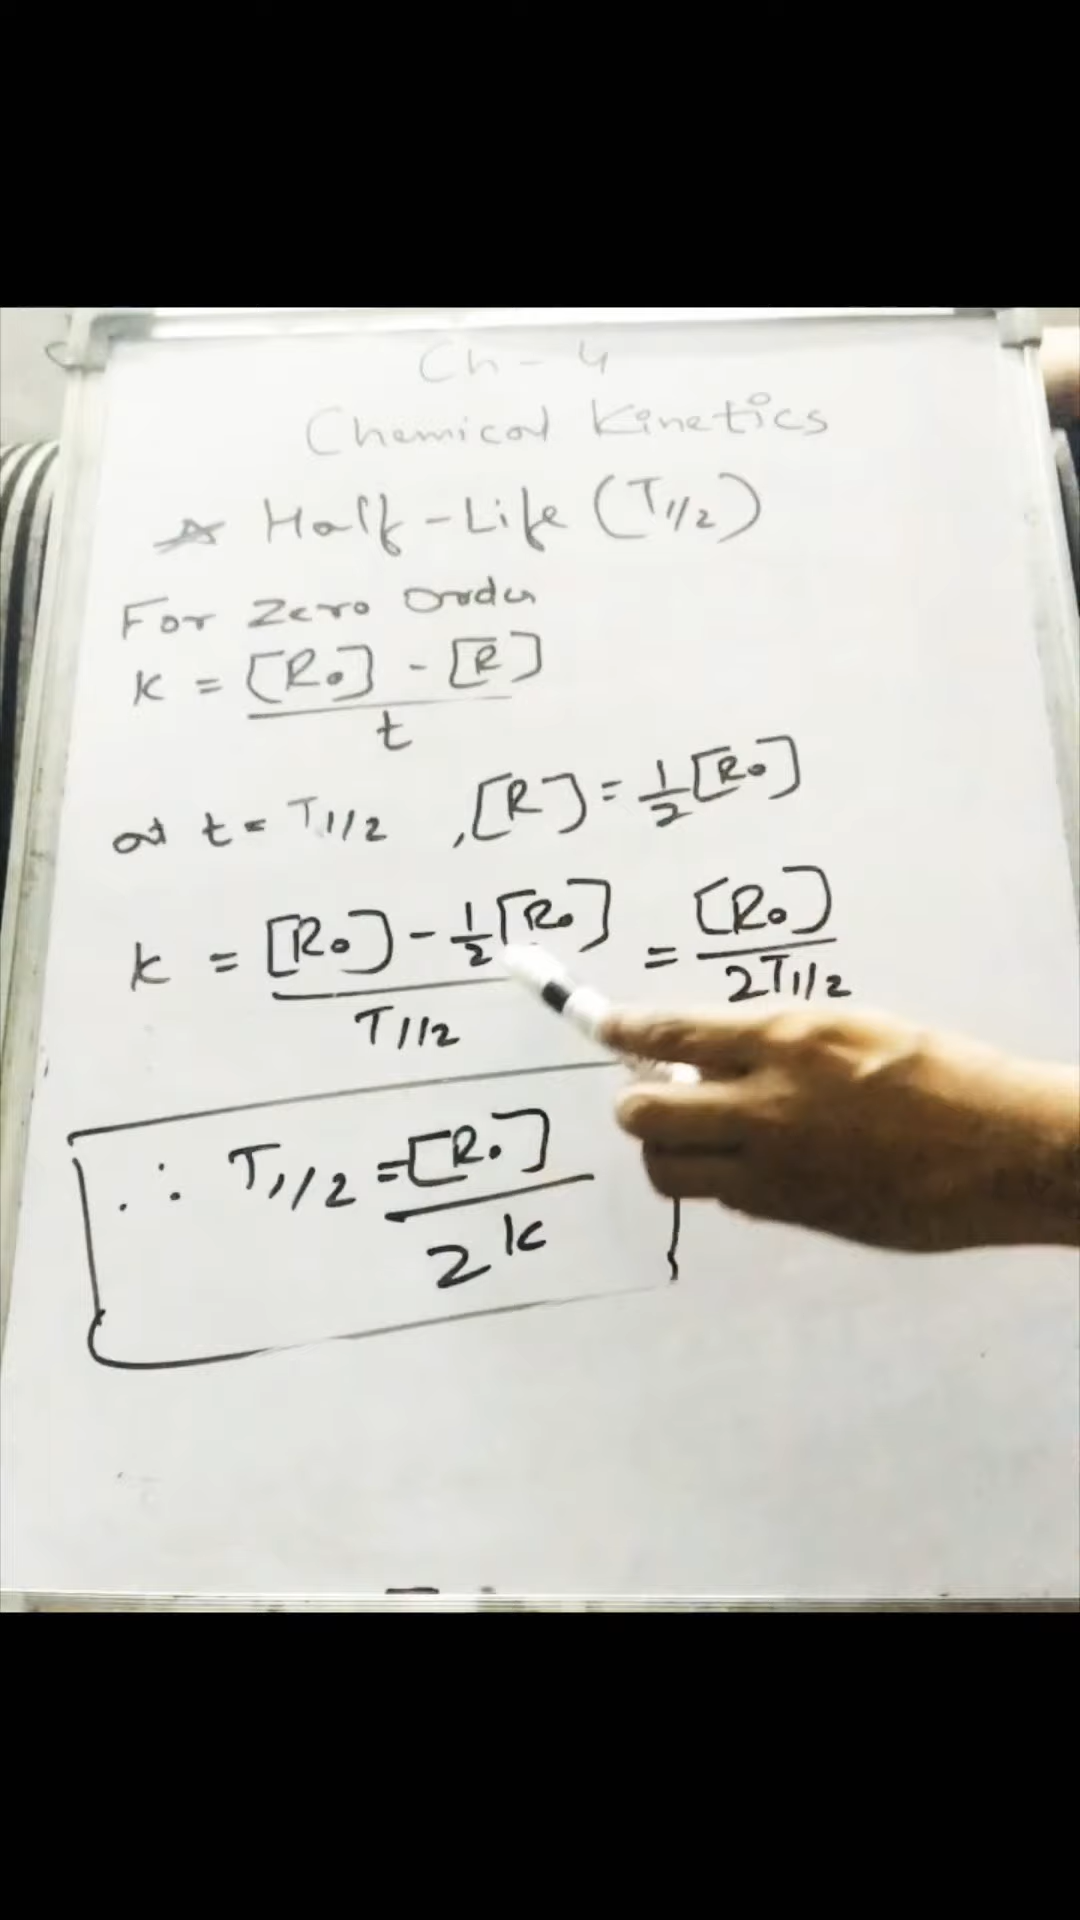 Ch - 4
Chemical Kinetics
☆ Half-Life (T1/2)
For Zero Order
K = [R₀] - [R] / t
at t = T1/2 , [R] = 1/2 [R₀]
K = [R₀] - 1/2 [R₀] / T1/2 = [R₀] / 2T1/2
∴ T1/2 = [R₀] / 2K